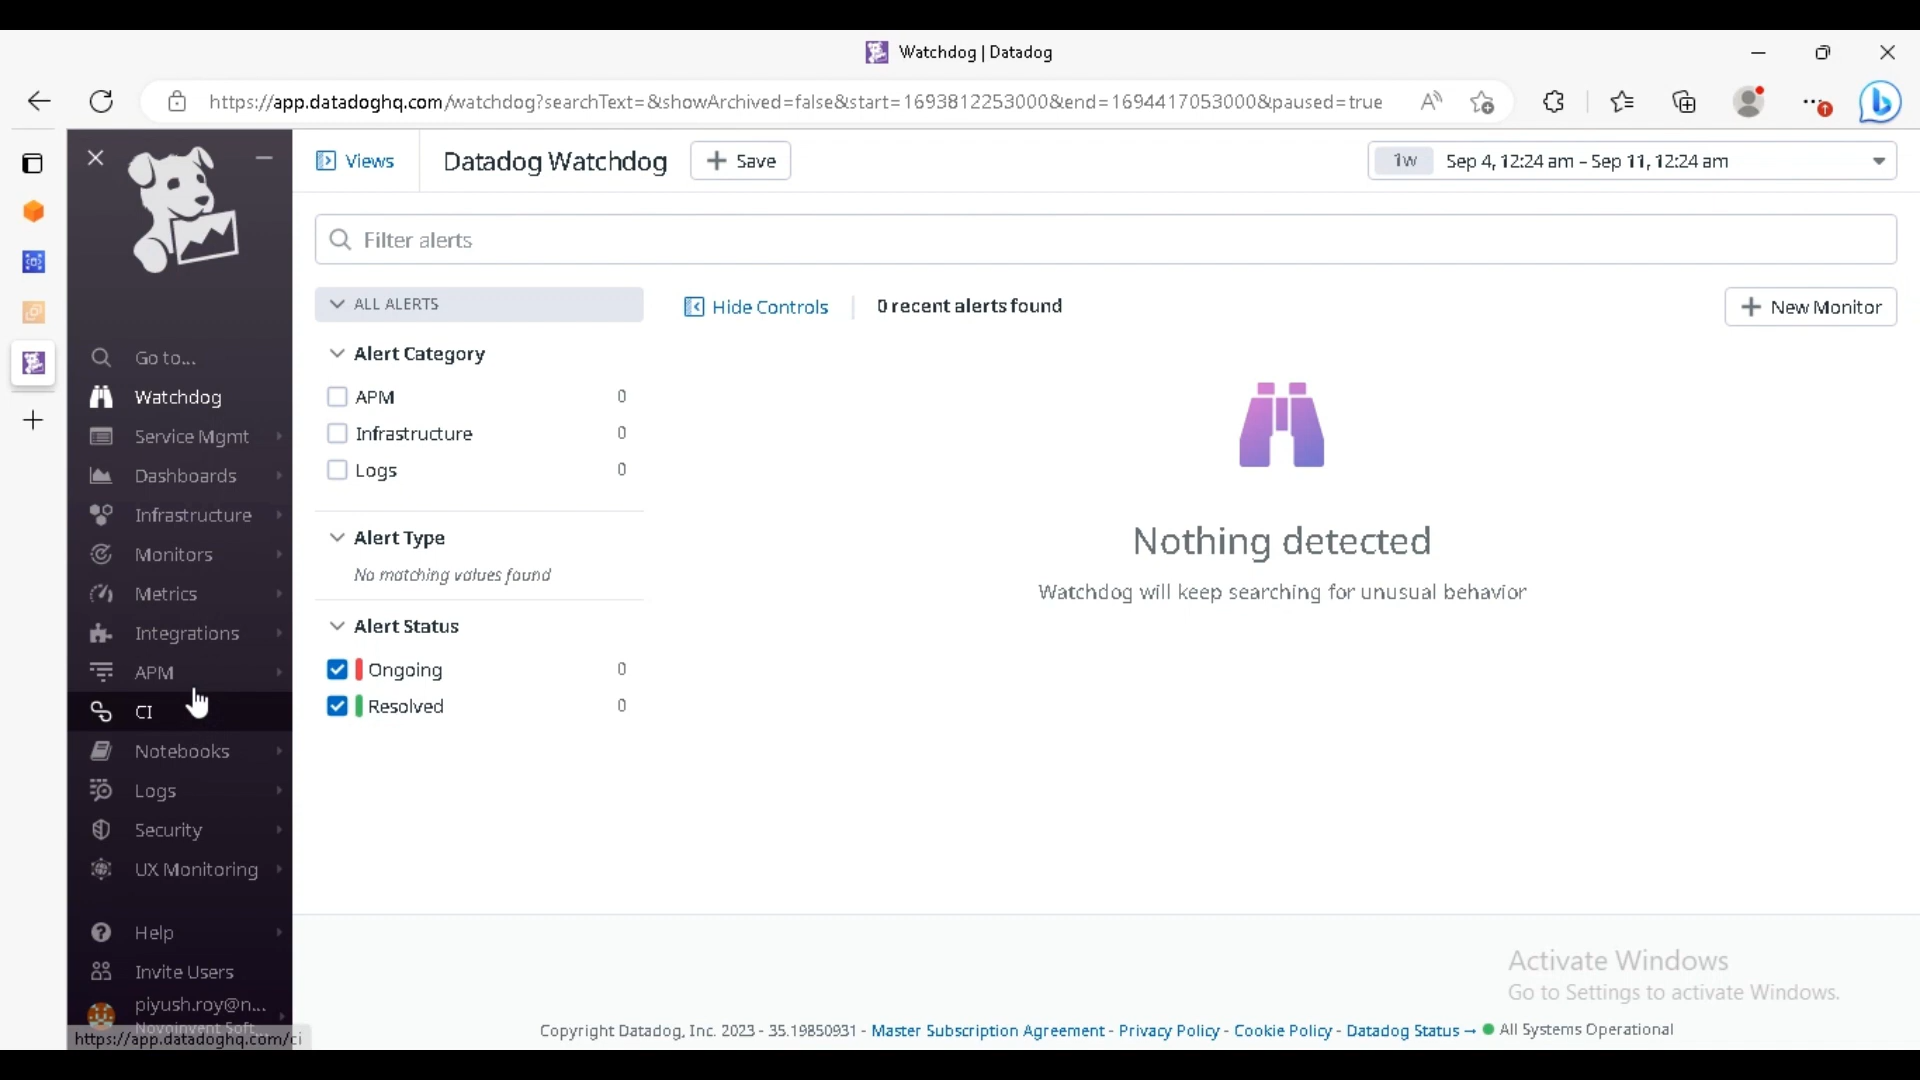 Watchdog | Datadog
https://app.datadoghq.com/watchdog?searchText=&showArchived=false&start=1693812253000&end=1694417053000&paused=true
Views
Datadog Watchdog
+ Save
1w Sep 4, 12:24 am – Sep 11, 12:24 am
Filter alerts
Go to...
Watchdog
Service Mgmt
Dashboards
Infrastructure
Monitors
Metrics
Integrations
APM
CI
Notebooks
Logs
Security
UX Monitoring
Help
Invite Users
piyush.roy@n...
Novoinvent Soft...
https://app.datadoghq.com/ci
ALL ALERTS
Alert Category
APM 0
Infrastructure 0
Logs 0
Alert Type
No matching values found
Alert Status
Ongoing 0
Resolved 0
Hide Controls
0 recent alerts found
+ New Monitor
Nothing detected
Watchdog will keep searching for unusual behavior
Activate Windows
Go to Settings to activate Windows.
Copyright Datadog, Inc. 2023 - 35.19850931 - Master Subscription Agreement - Privacy Policy - Cookie Policy - Datadog Status → All Systems Operational